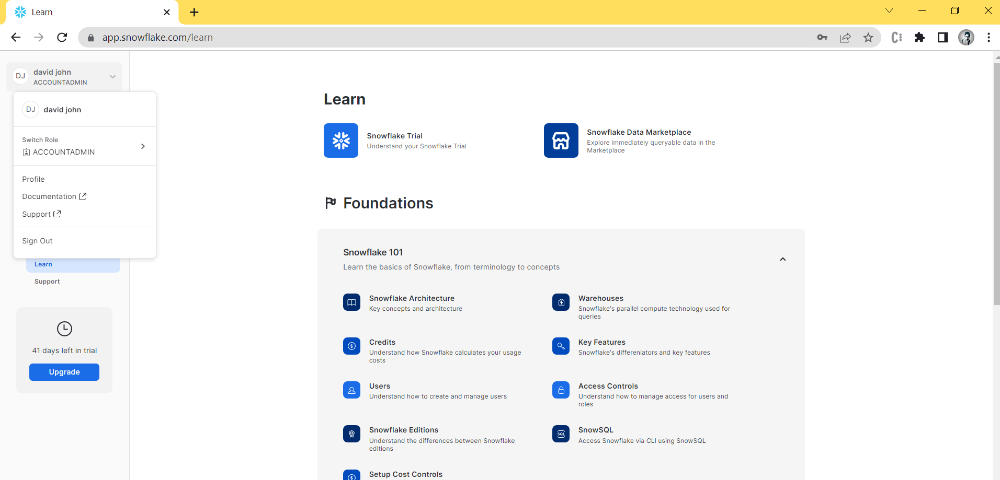 Learn
app.snowflake.com/learn
DJ
david john
ACCOUNTADMIN
DJ
david john
Switch Role
ACCOUNTADMIN
Profile
Documentation
Support
Sign Out
Learn
Support
41 days left in trial
Upgrade
Learn
Snowflake Trial
Understand your Snowflake Trial
Snowflake Data Marketplace
Explore immediately queryable data in the
Marketplace
Foundations
Snowflake 101
Learn the basics of Snowflake, from terminology to concepts
Snowflake Architecture
Key concepts and architecture
Warehouses
Snowflake's parallel compute technology used for
queries
Credits
Understand how Snowflake calculates your usage
costs
Key Features
Snowflake's differeniators and key features
Users
Understand how to create and manage users
Access Controls
Understand how to manage access for users and
roles
Snowflake Editions
Understand the differences between Snowflake
editions
SQL
SnowSQL
Access Snowflake via CLI using SnowSQL
Setup Cost Controls